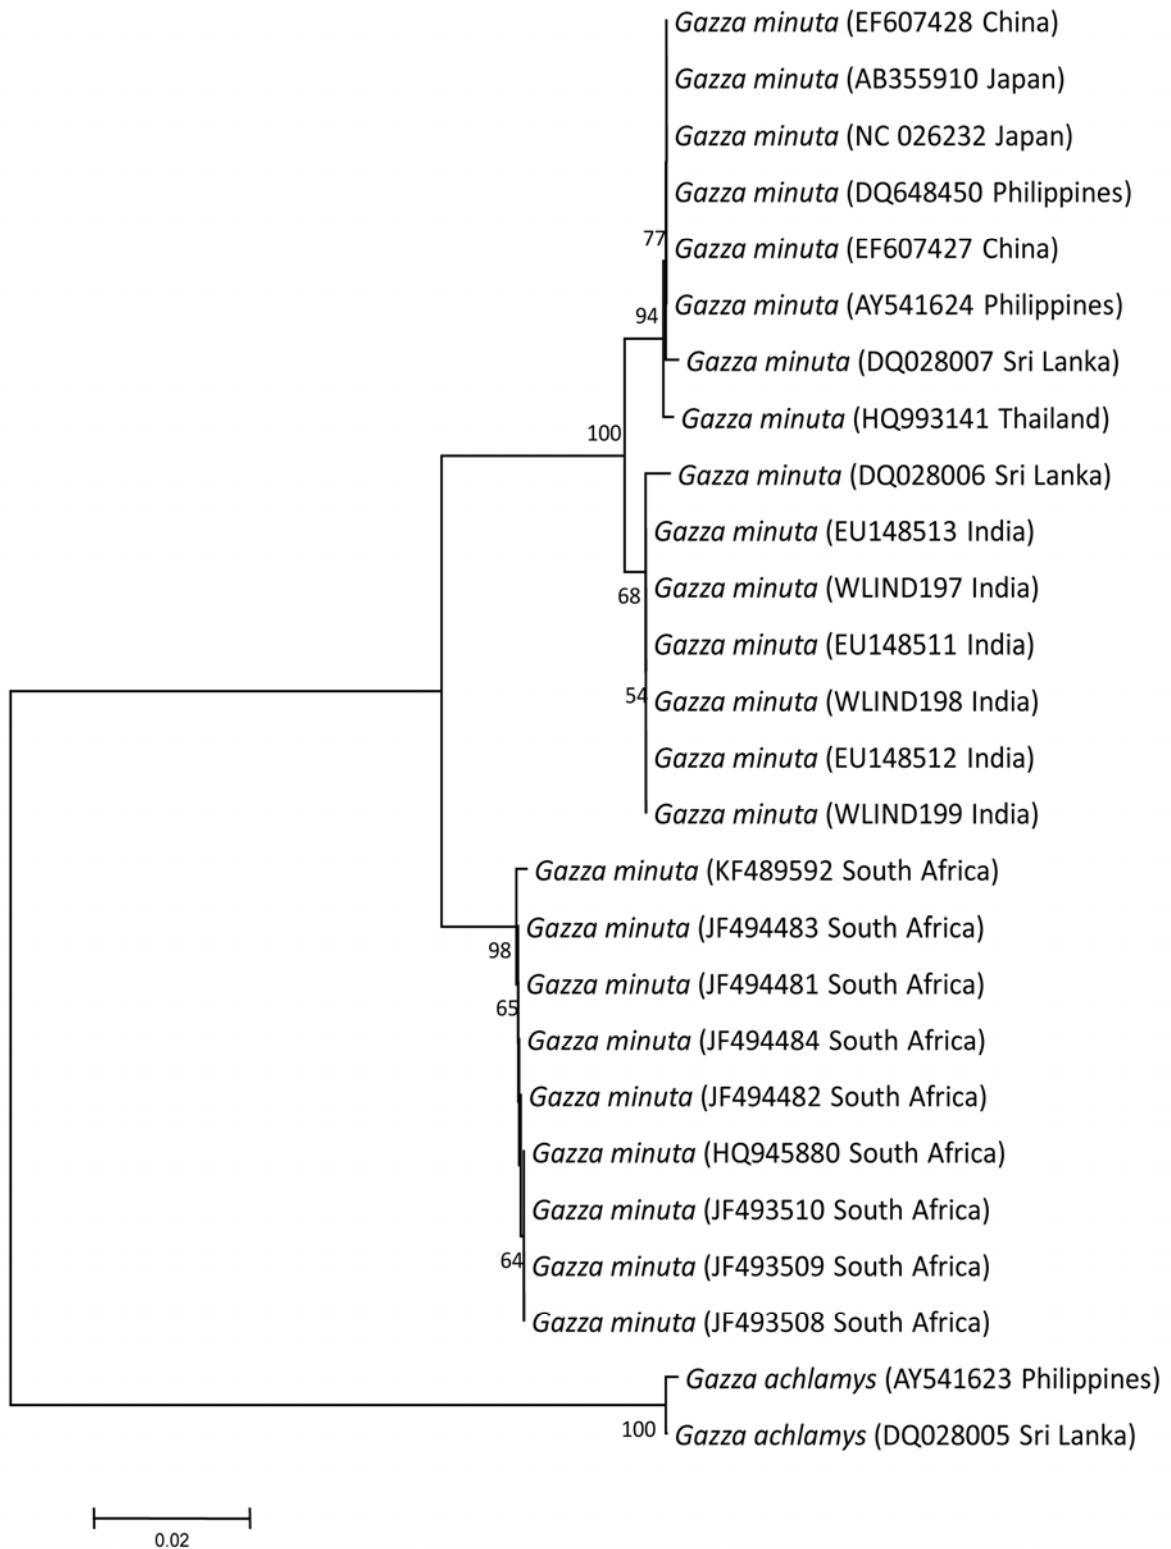 Gazza minuta (EF607428 China)
Gazza minuta (AB355910 Japan)
Gazza minuta (NC 026232 Japan)
Gazza minuta (DQ648450 Philippines)
77
Gazza minuta (EF607427 China)
Gazza minuta (AY541624 Philippines)
94
Gazza minuta (DQ028007 Sri Lanka)
Gazza minuta (HQ993141 Thailand)
100
Gazza minuta (DQ028006 Sri Lanka)
Gazza minuta (EU148513 India)
Gazza minuta (WLIND197 India)
68
Gazza minuta (EU148511 India)
54
Gazza minuta (WLIND198 India)
Gazza minuta (EU148512 India)
Gazza minuta (WLIND199 India)
Gazza minuta (KF489592 South Africa)
Gazza minuta (JF494483 South Africa)
98
Gazza minuta (JF494481 South Africa)
65
Gazza minuta (JF494484 South Africa)
Gazza minuta (JF494482 South Africa)
Gazza minuta (HQ945880 South Africa)
Gazza minuta (JF493510 South Africa)
64
Gazza minuta (JF493509 South Africa)
Gazza minuta (JF493508 South Africa)
Gazza achlamys (AY541623 Philippines)
100
Gazza achlamys (DQ028005 Sri Lanka)
0.02